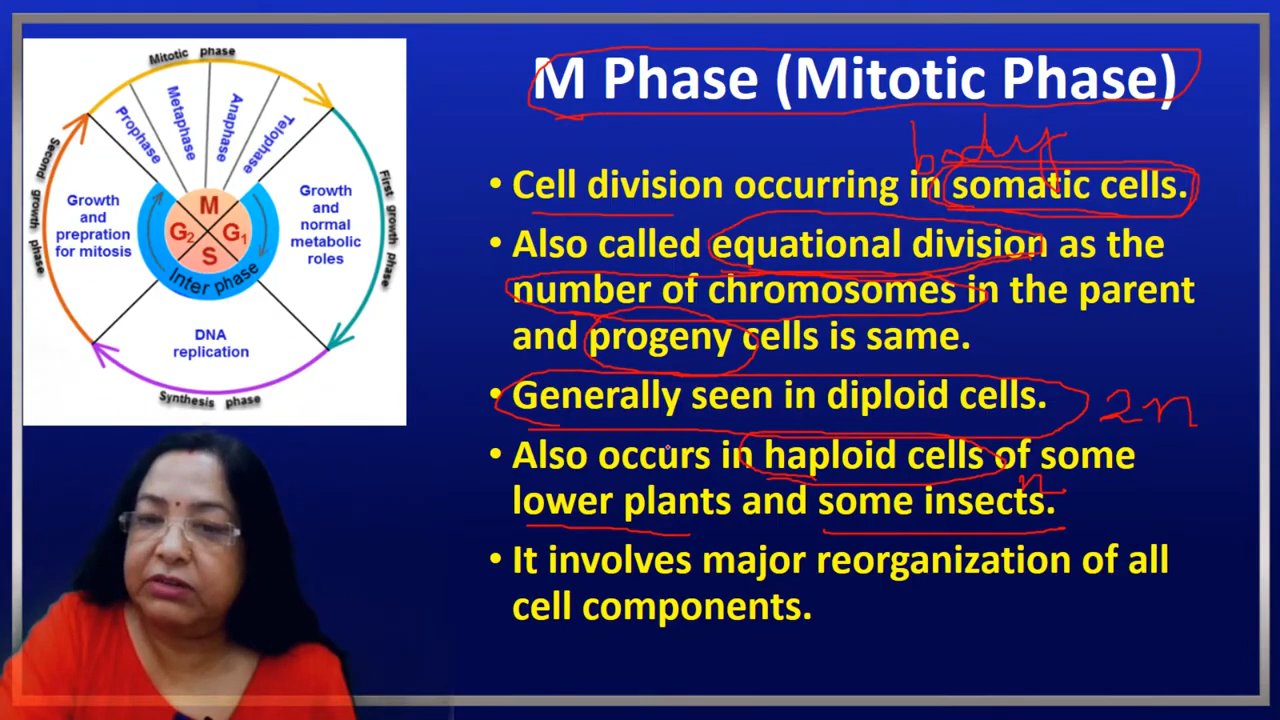 Mitotic phase
Prophase
Metaphase
Anaphase
Telophase
Second growth phase
First growth phase
Growth
and
prepration
for mitosis
Growth
and
normal
metabolic
roles
M
G2
G1
S
Inter phase
DNA
replication
Synthesis phase
M Phase (Mitotic Phase)
body
• Cell division occurring in somatic cells.
• Also called equational division as the
number of chromosomes in the parent
and progeny cells is same.
• Generally seen in diploid cells. 2n
• Also occurs in haploid cells of some
n
lower plants and some insects.
• It involves major reorganization of all
cell components.